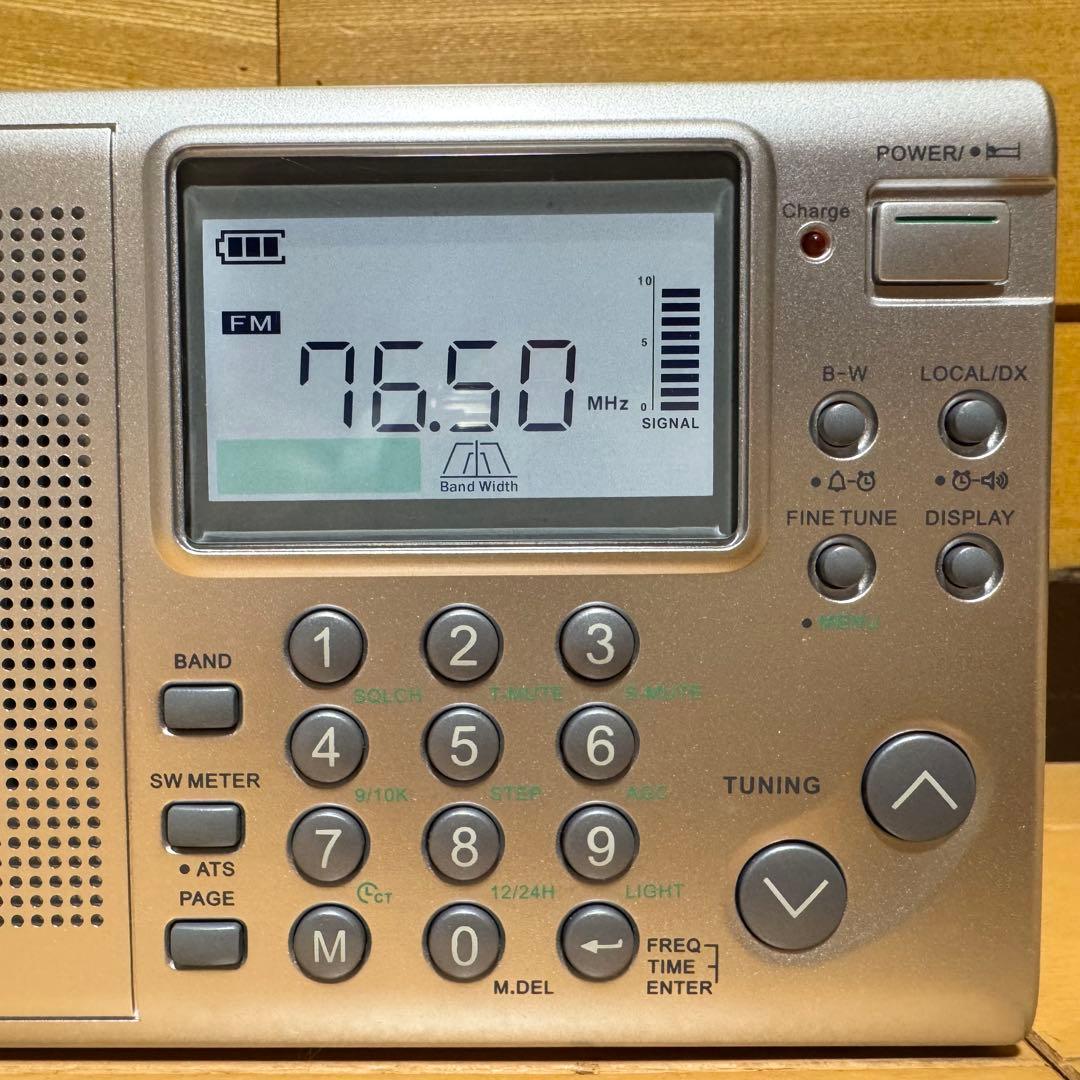 POWER/
Charge
10
FM
76.50 MHz
5
0
SIGNAL
Band Width
B-W
LOCAL/DX
FINE TUNE
DISPLAY
MENU
1
2
3
BAND
SQLCH
T-MUTE
S-MUTE
4
5
6
SW METER
9/10K
STEP
AGC
TUNING
7
8
9
ATS
PAGE
CT
12/24H
LIGHT
M
0
FREQ
TIME
ENTER
M.DEL